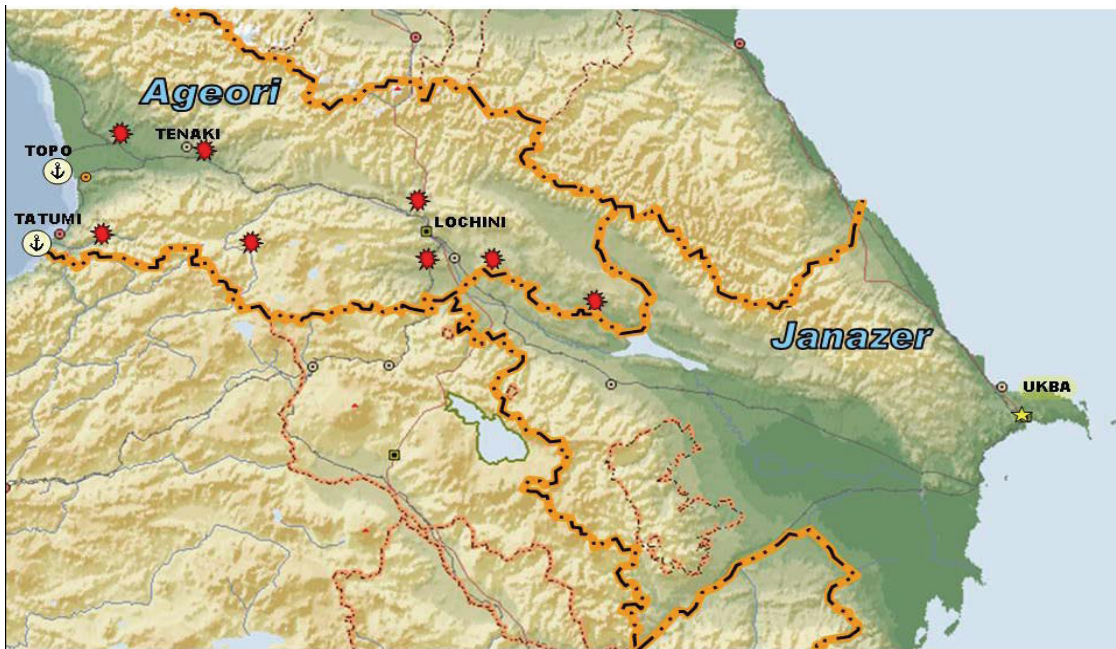 Ageori
TENAKI
TOPO
TATUMI
LOCHINI
Janazer
UKBA